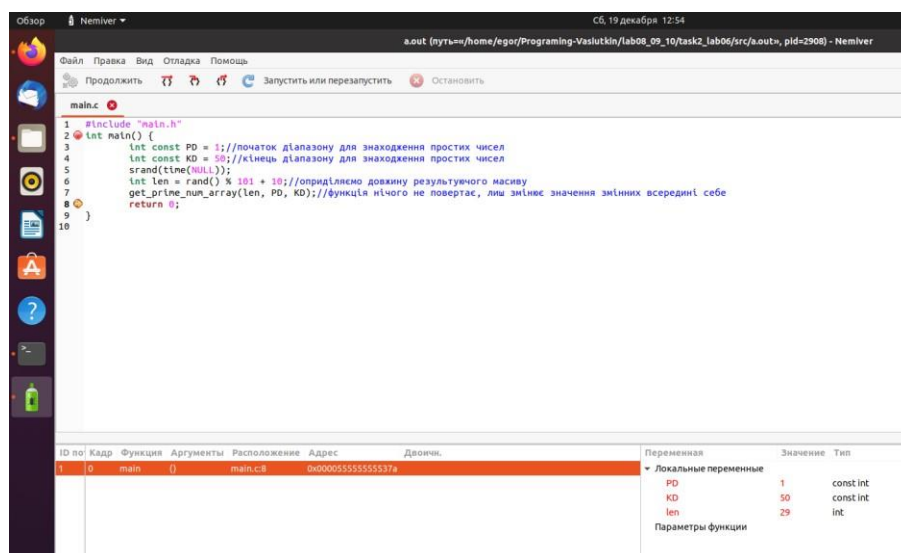 Обзор Nemiver Сб, 19 декабря 12:54
a.out (путь=«/home/egor/Programing-Vasiutkin/lab08_09_10/task2_lab06/src/a.out», pid=2908) - Nemiver
Файл Правка Вид Отладка Помощь
Продолжить Запустить или перезапустить Остановить
main.c
1 #include "main.h"
2 int main() {
3 int const PD = 1;//початок діапазону для знаходження простих чисел
4 int const KD = 50;//кінець діапазону для знаходження простих чисел
5 srand(time(NULL));
6 int len = rand() % 101 + 10;//оприділяємо довжину результуючого масиву
7 get_prime_num_array(len, PD, KD);//функція нічого не повертає, лиш змінює значення змінних всередині себе
8 return 0;
9 }
10
ID по Кадр Функция Аргументы Расположение Адрес Двоичн. Переменная Значение Тип
1 0 main () main.c:8 0x000055555555537a Локальные переменные
PD 1 const int
KD 50 const int
len 29 int
Параметры функции